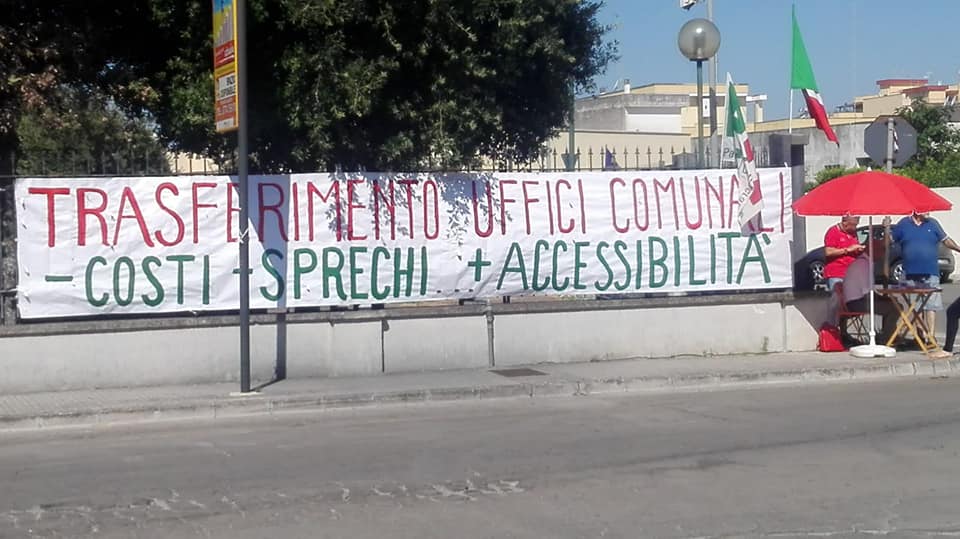 TRASFERIMENTO UFFICI COMUNALI
- COSTI - SPRECHI... + ACCESSIBILITÀ